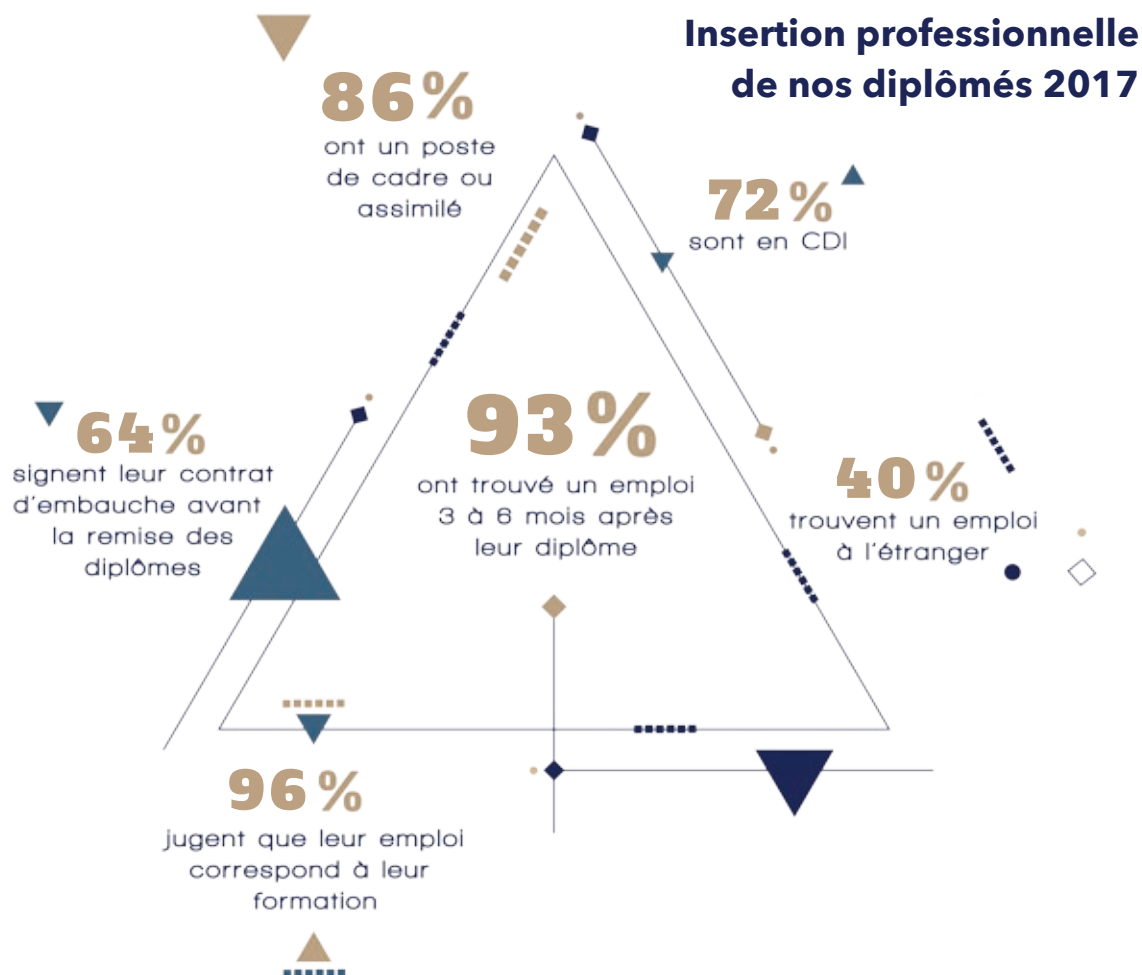 Insertion professionnelle
de nos diplômés 2017
86%
ont un poste
de cadre ou
assimilé
72%
sont en CDI
64%
signent leur contrat
d'embauche avant
la remise des
diplômes
93%
ont trouvé un emploi
3 à 6 mois après
leur diplôme
40%
trouvent un emploi
à l'étranger
96%
jugent que leur emploi
correspond à leur
formation